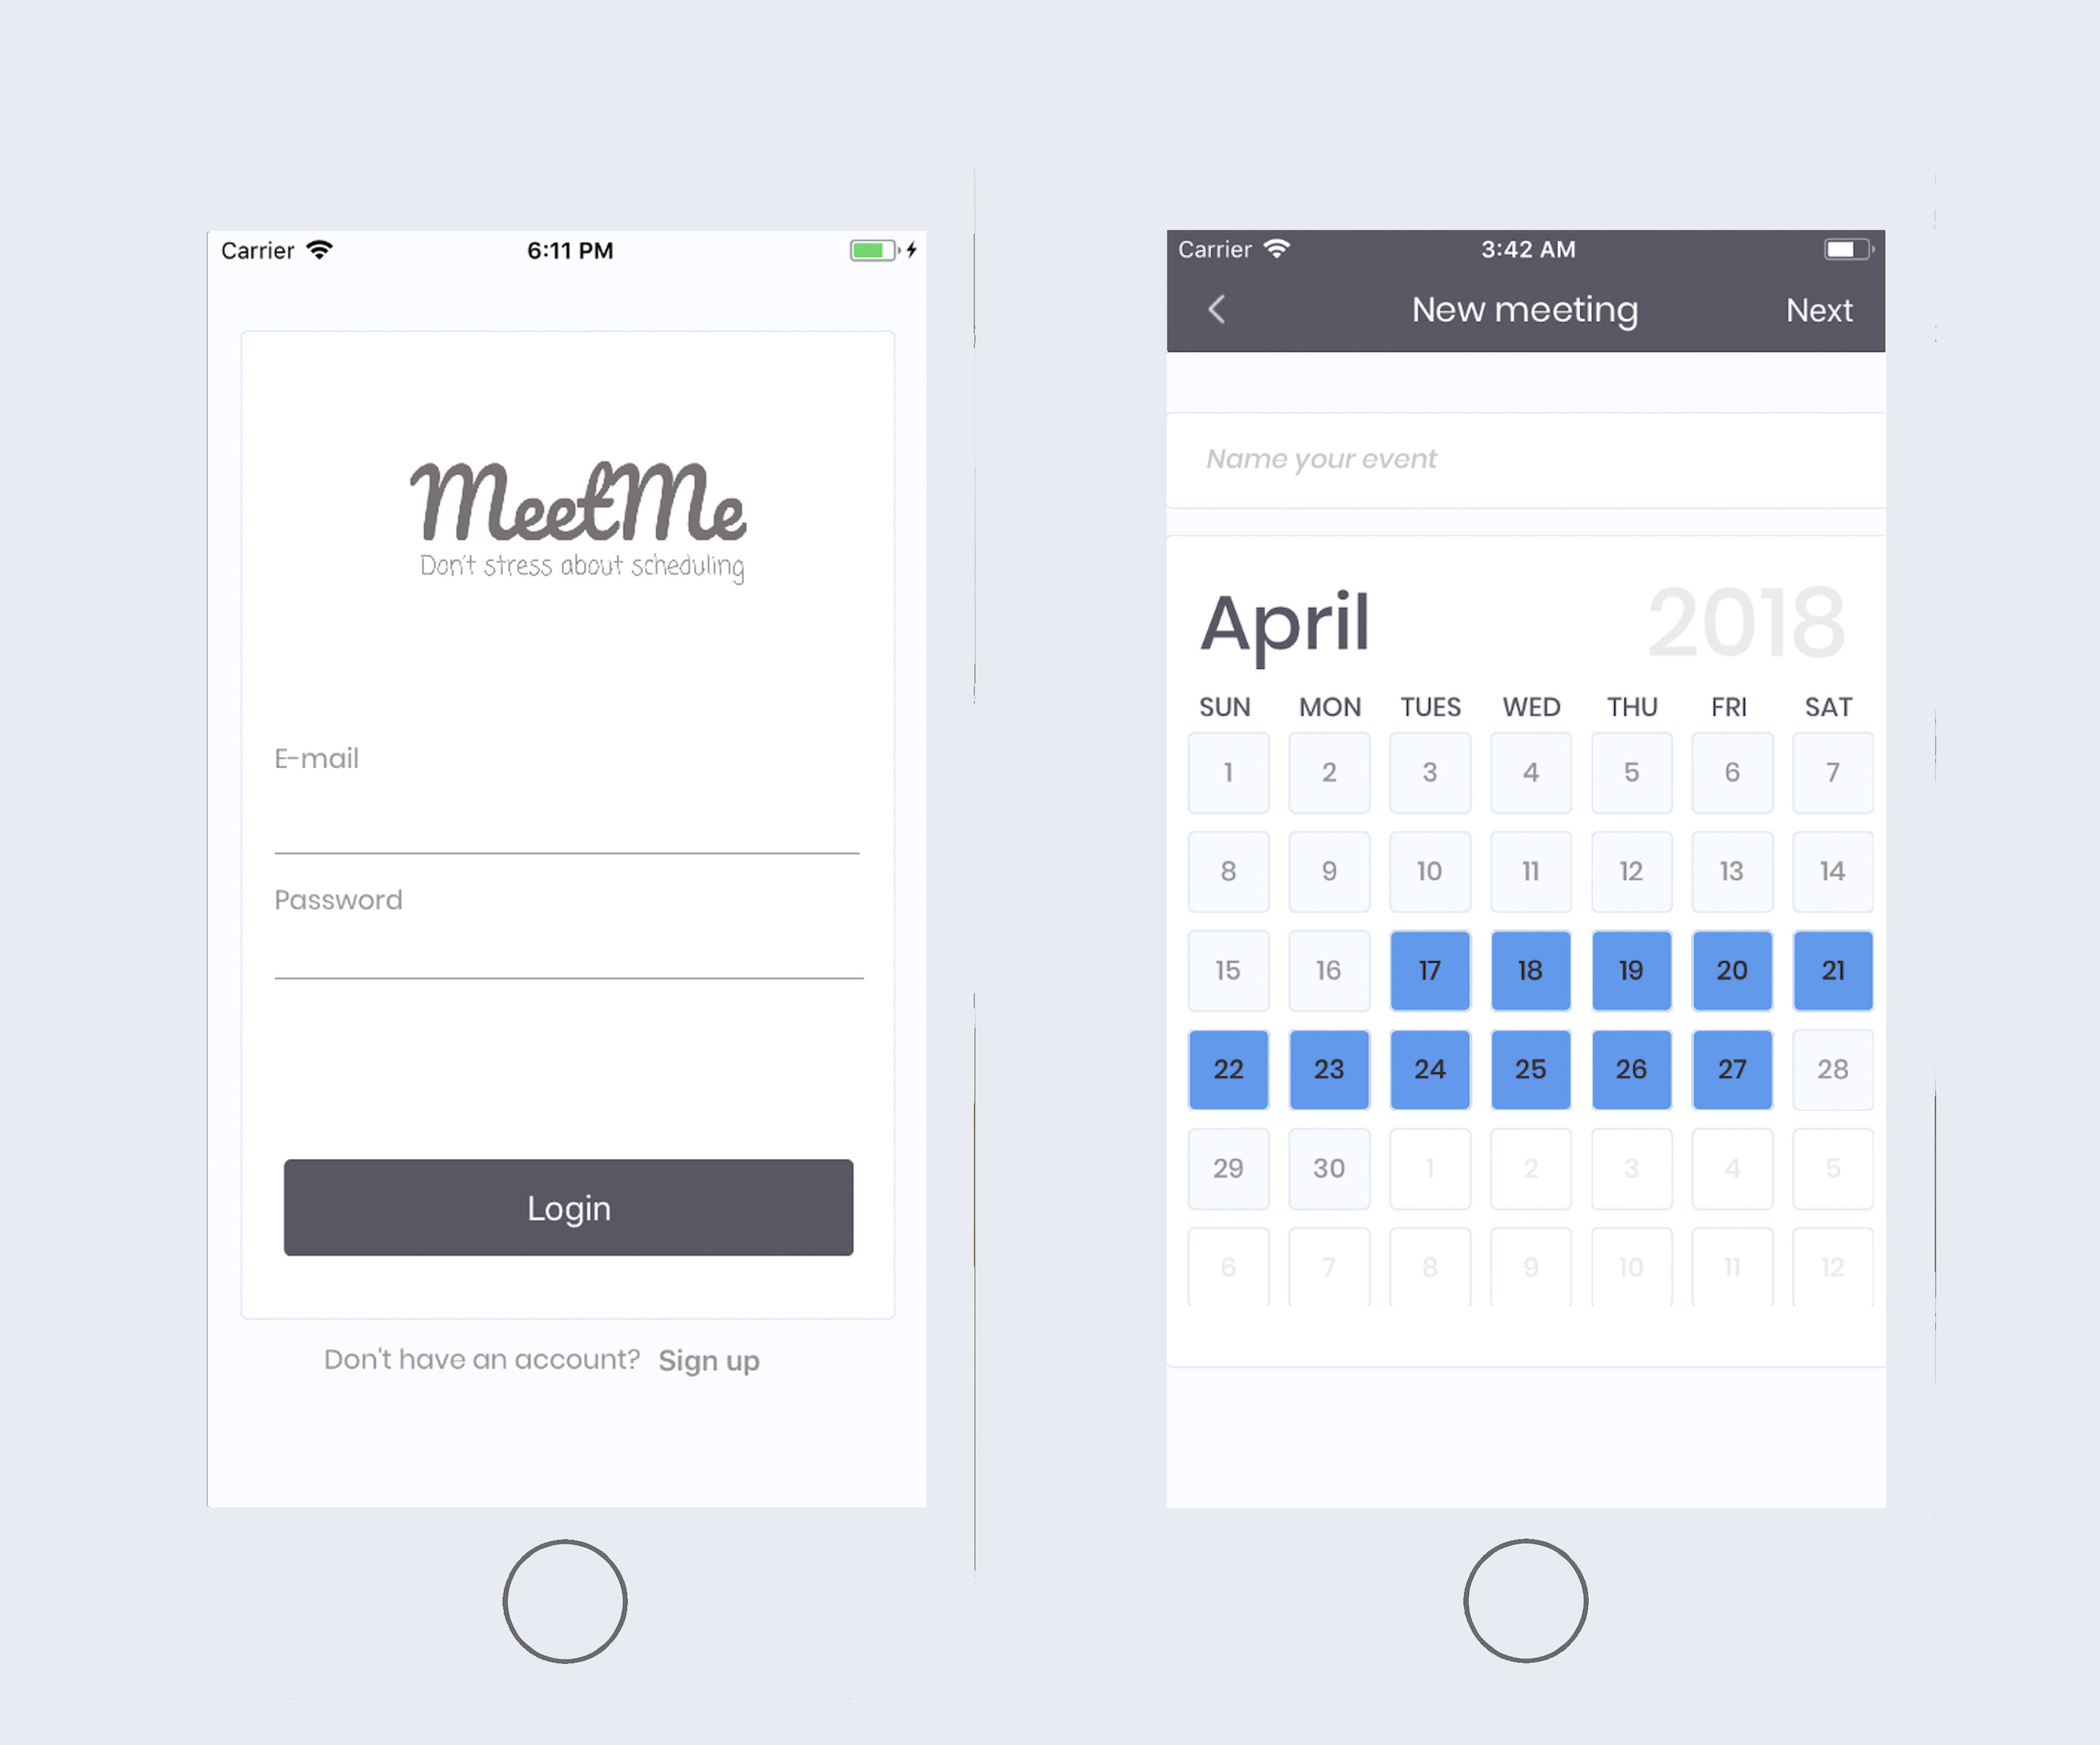 Carrier 6:11 PM
MeetMe
Don't stress about scheduling
E-mail
Password
Login
Don't have an account? Sign up
Carrier 3:42 AM
New meeting Next
Name your event
April 2018
SUN MON TUES WED THU FRI SAT
1 2 3 4 5 6 7
8 9 10 11 12 13 14
15 16 17 18 19 20 21
22 23 24 25 26 27 28
29 30 1 2 3 4 5
6 7 8 9 10 11 12